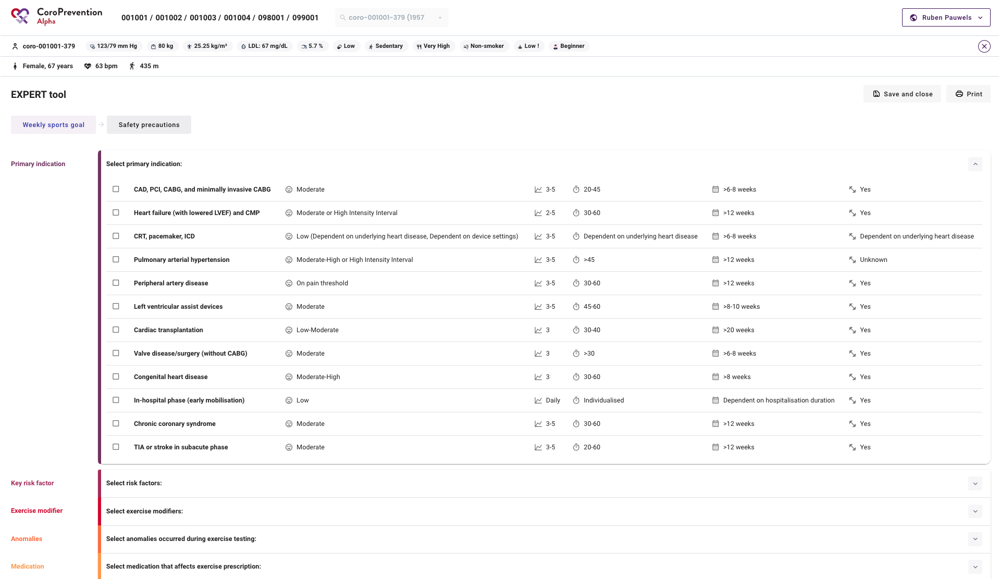 CoroPrevention
Alpha
001001 / 001002 / 001003 / 001004 / 098001 / 099001
coro-001001-379 (1957
Ruben Pauwels
coro-001001-379 123/79 mm Hg 80 kg 25.25 kg/m² LDL: 67 mg/dL 5.7 % Low Sedentary Very High Non-smoker Low ! Beginner
Female, 67 years 63 bpm 435 m
EXPERT tool
Save and close Print
Weekly sports goal Safety precautions
Primary indication
Select primary indication:
CAD, PCI, CABG, and minimally invasive CABG Moderate 3-5 20-45 >6-8 weeks Yes
Heart failure (with lowered LVEF) and CMP Moderate or High Intensity Interval 2-5 30-60 >12 weeks Yes
CRT, pacemaker, ICD Low (Dependent on underlying heart disease, Dependent on device settings) 3-5 Dependent on underlying heart disease >6-8 weeks Dependent on underlying heart disease
Pulmonary arterial hypertension Moderate-High or High Intensity Interval 3-5 >45 >12 weeks Unknown
Peripheral artery disease On pain threshold 3-5 30-60 >12 weeks Yes
Left ventricular assist devices Moderate 3-5 45-60 >8-10 weeks Yes
Cardiac transplantation Low-Moderate 3 30-40 >20 weeks Yes
Valve disease/surgery (without CABG) Moderate 3 >30 >6-8 weeks Yes
Congenital heart disease Moderate-High 3 30-60 >8 weeks Yes
In-hospital phase (early mobilisation) Low Daily Individualised Dependent on hospitalisation duration Yes
Chronic coronary syndrome Moderate 3-5 30-60 >12 weeks Yes
TIA or stroke in subacute phase Moderate 3-5 20-60 >12 weeks Yes
Key risk factor
Select risk factors:
Exercise modifier
Select exercise modifiers:
Anomalies
Select anomalies occurred during exercise testing:
Medication
Select medication that affects exercise prescription: